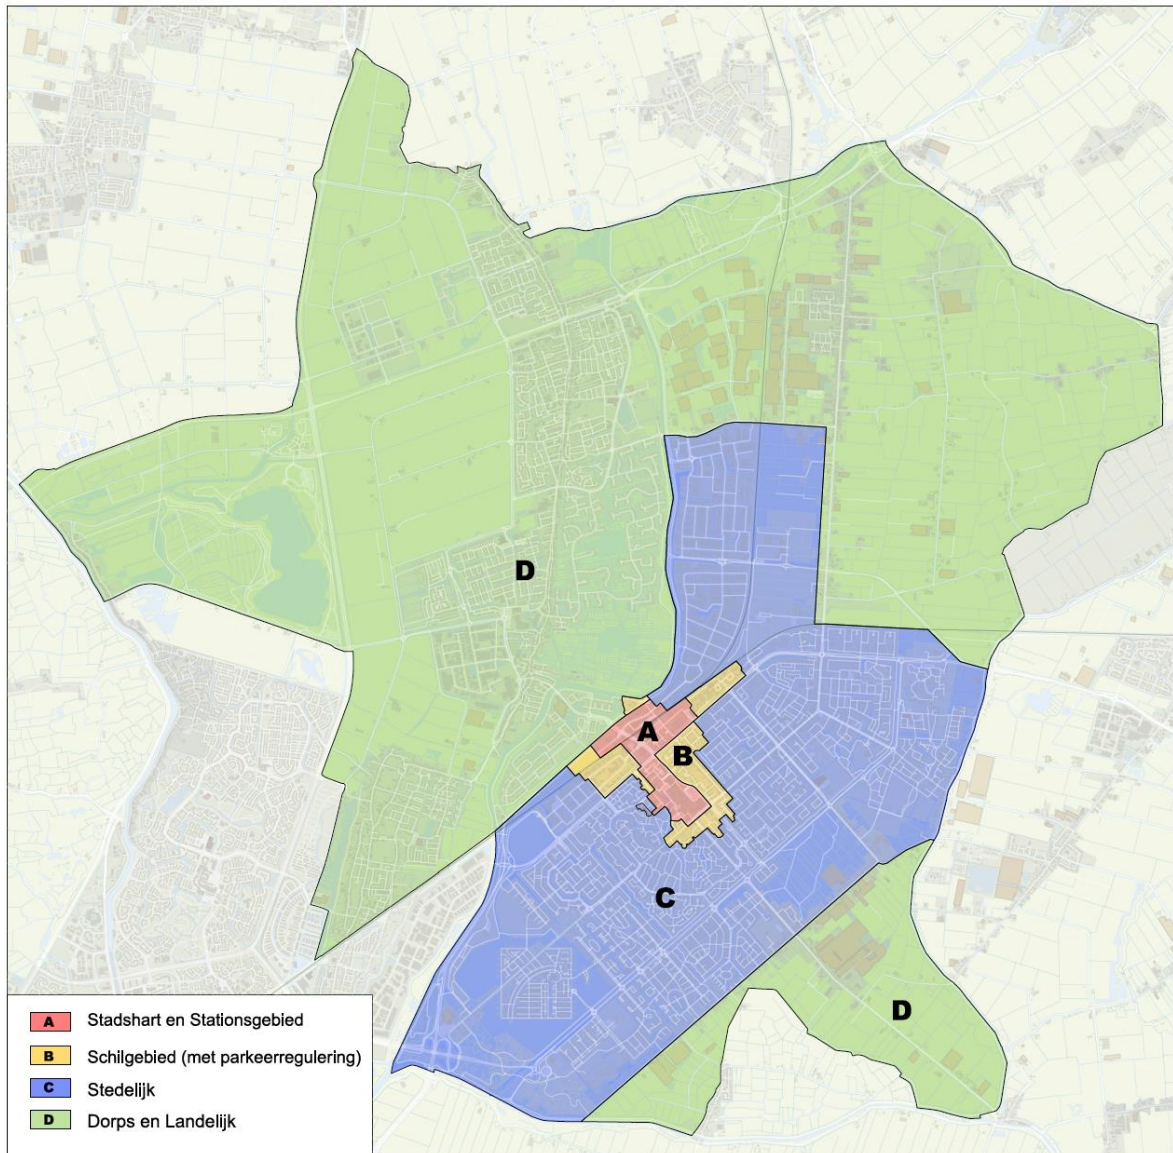 D
A
B
C
D
A Stadshart en Stationsgebied
B Schilgebied (met parkeerregulering)
C Stedelijk
D Dorps en Landelijk